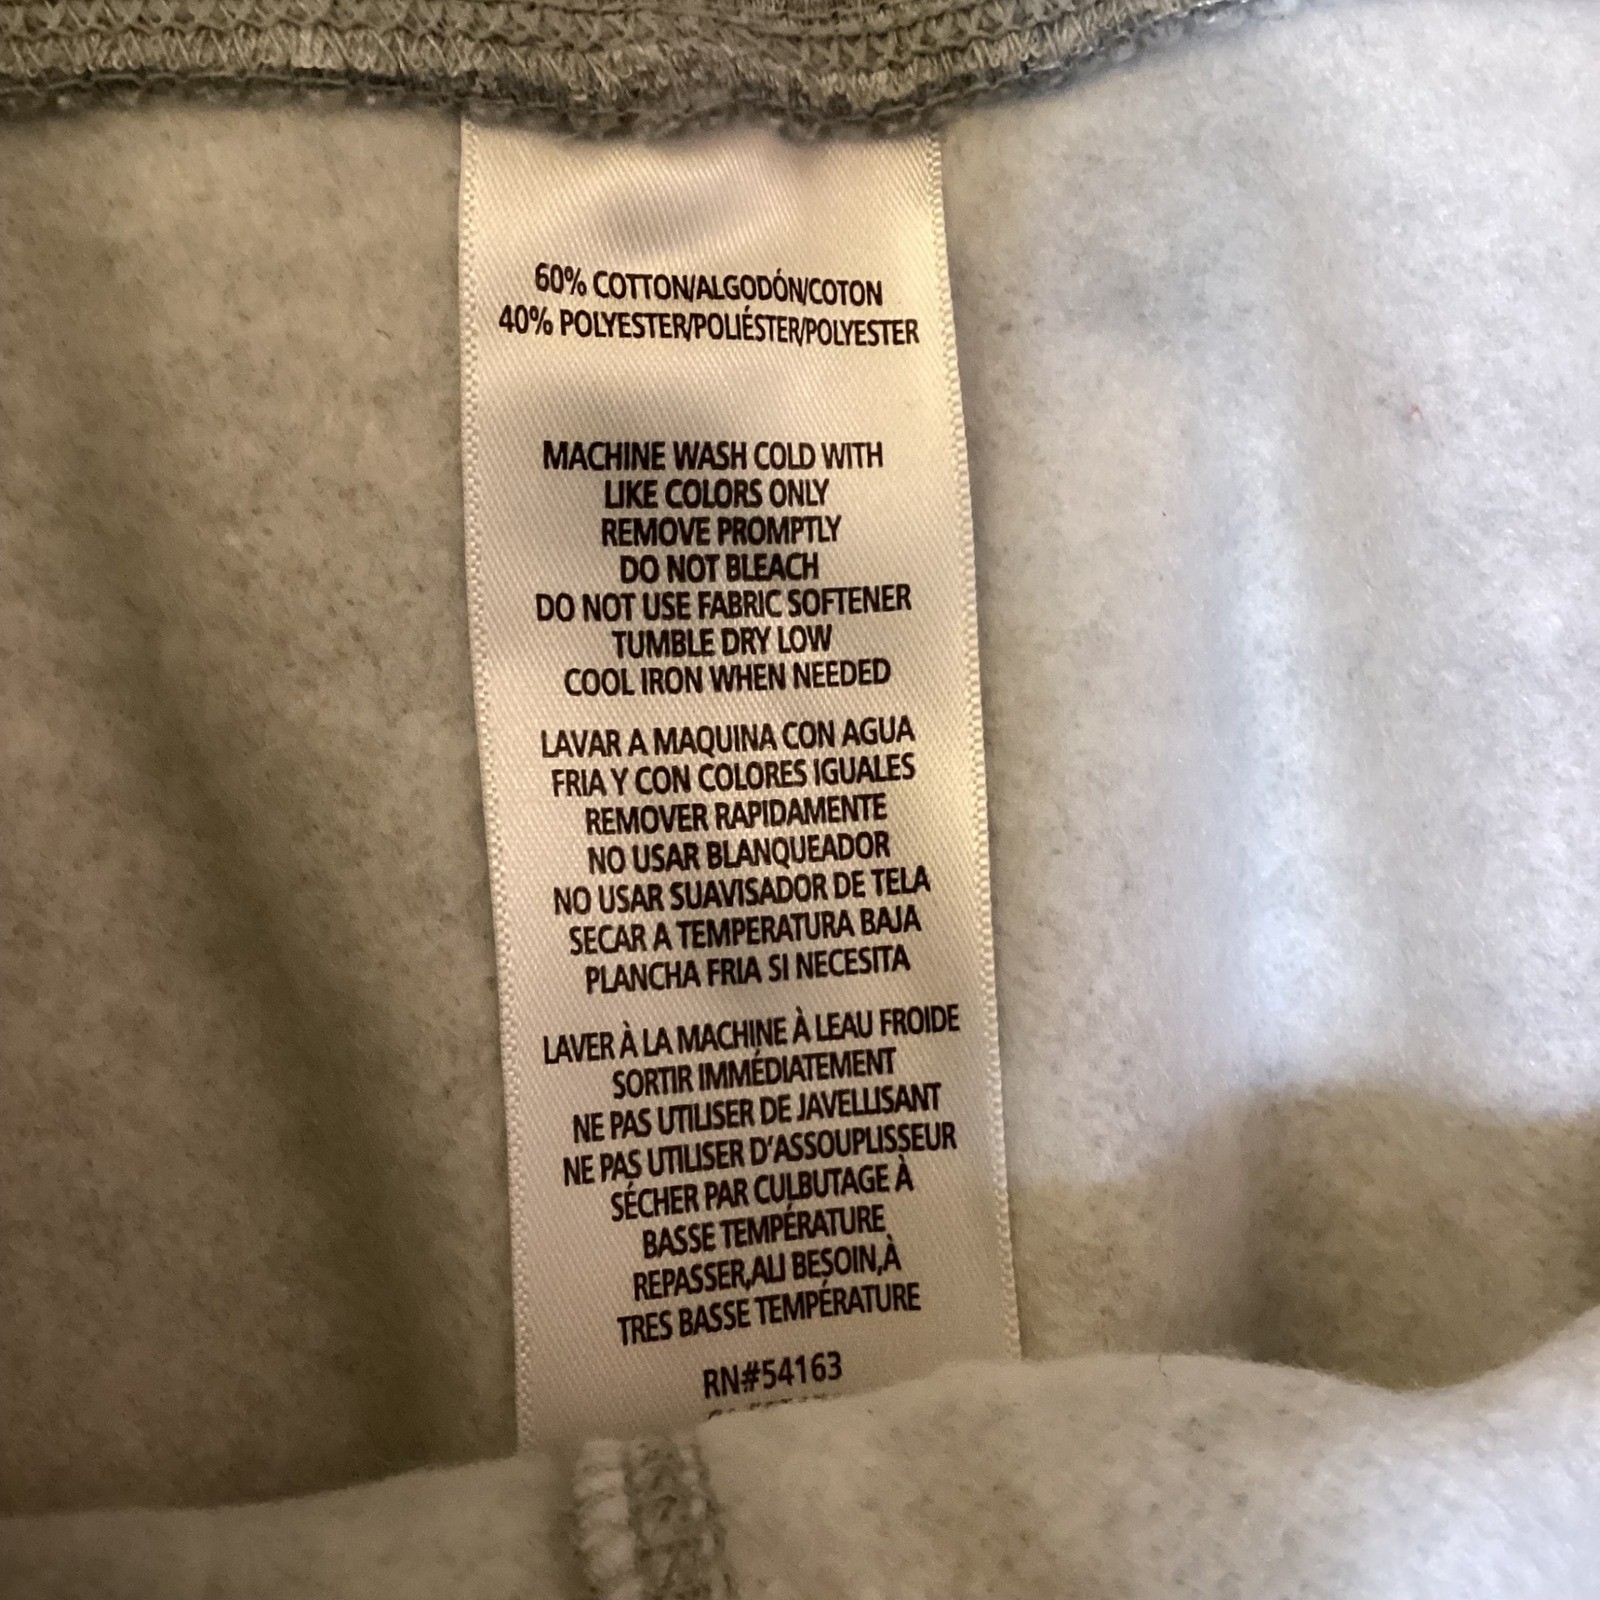 60% COTTON/ALGODÓN/COTON
40% POLYESTER/POLIÉSTER/POLYESTER
MACHINE WASH COLD WITH
LIKE COLORS ONLY
REMOVE PROMPTLY
DO NOT BLEACH
DO NOT USE FABRIC SOFTENER
TUMBLE DRY LOW
COOL IRON WHEN NEEDED
LAVAR A MAQUINA CON AGUA
FRIA Y CON COLORES IGUALES
REMOVER RAPIDAMENTE
NO USAR BLANQUEADOR
NO USAR SUAVISADOR DE TELA
SECAR A TEMPERATURA BAJA
PLANCHA FRIA SI NECESITA
LAVER À LA MACHINE À LEAU FROIDE
SORTIR IMMÉDIATEMENT
NE PAS UTILISER DE JAVELLISANT
NE PAS UTILISER D'ASSOUPLISSEUR
SÉCHER PAR CULBUTAGE À
BASSE TEMPÉRATURE
REPASSER,ALI BESOIN,À
TRES BASSE TEMPÉRATURE
RN#54163